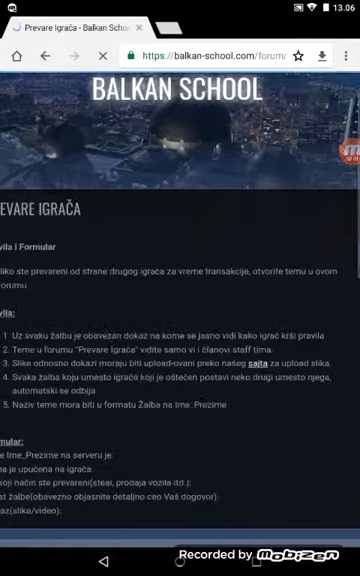 13.06
Prevare Igrača - Balkan Schoo
https://balkan-school.com/forum/
BALKAN SCHOOL
EVARE IGRAČA
vila i Formular
liko ste prevareni od strane drugog igrača za vreme transakcije, otvorite temu u ovom
forumu
vila:
1 Uz svaku žalbu je obavezan dokaz na kome se jasno vidi kako igrač krši pravila
2. Teme u forumu "Prevare Igrača" vidite samo vi i članovi staff tima.
3. Slike odnosno dokazi moraju biti upload-ovani preko našeg sajta za upload slika.
4. Svaka žalba koju umesto igrača koji je oštećen postavi neko drugi umesto njega,
automatski se odbija
5. Naziv teme mora biti u formatu Žalba na Ime_Prezime
mular:
e Ime_Prezime na serveru je:
ba je upućena na igrača:
koji način ste prevareni(steal, prodaja vozila itd.):
st žalbe(obavezno objasnite detaljno ceo Vaš dogovor):
az(slika/video):
Recorded by mobizen